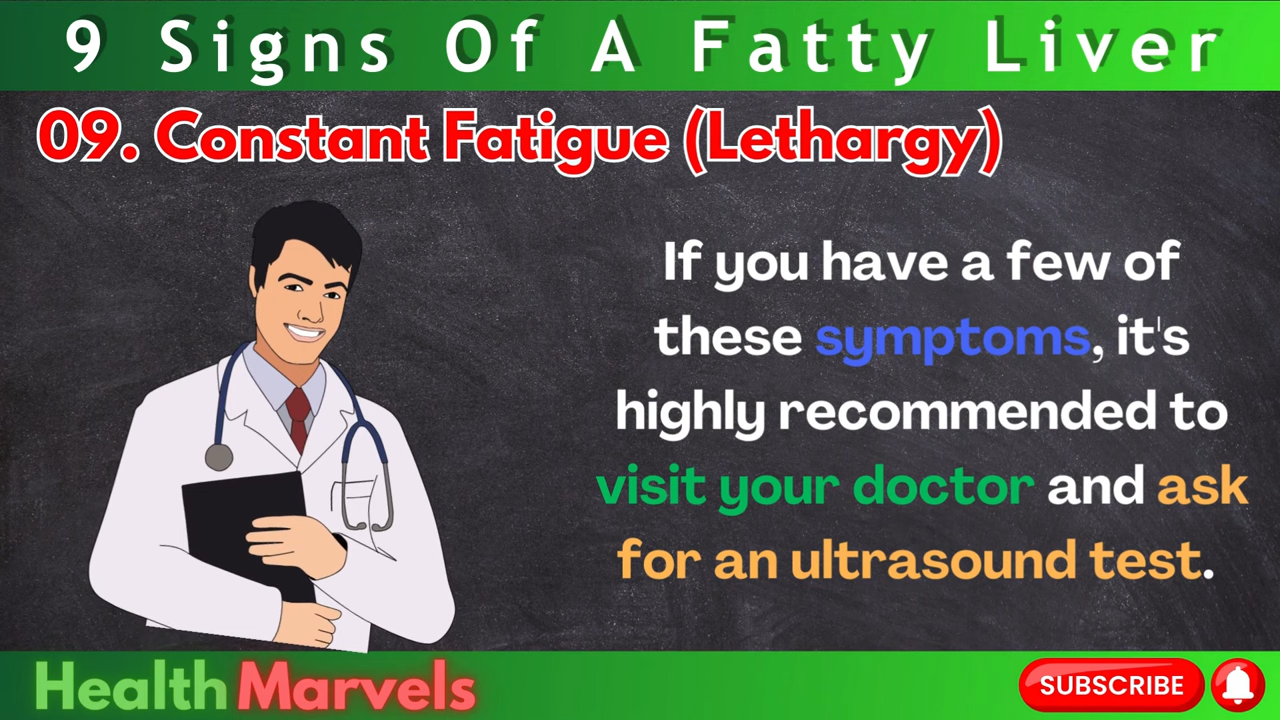 9 Signs Of A Fatty Liver
09. Constant Fatigue (Lethargy)
If you have a few of
these symptoms, it's
highly recommended to
visit your doctor and ask
for an ultrasound test.
HealthMarvels
SUBSCRIBE